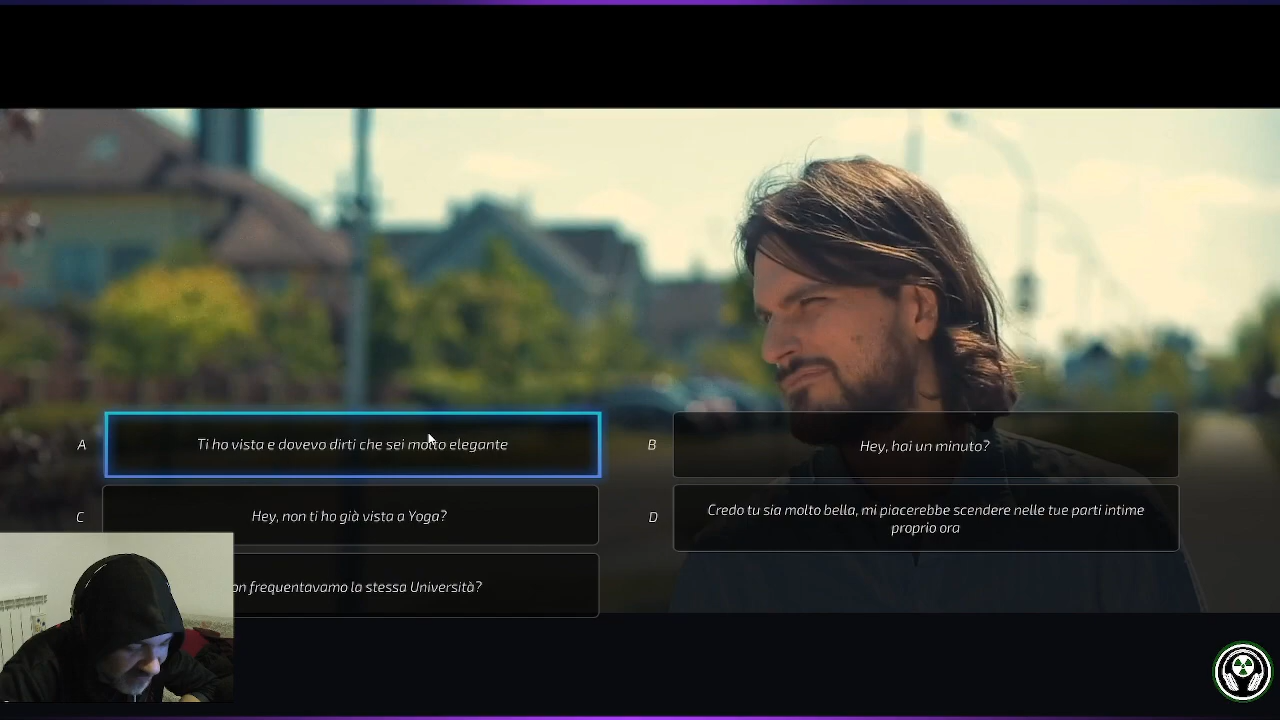 A
Ti ho vista e dovevo dirti che sei molto elegante
B
Hey, hai un minuto?
C
Hey, non ti ho già vista a Yoga?
D
Credo tu sia molto bella, mi piacerebbe scendere nelle tue parti intime
proprio ora
frequentavamo la stessa Università?